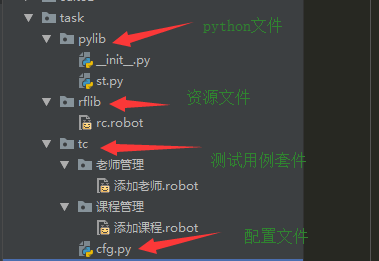 task
pylib
python文件
__init__.py
st.py
rflib
资源文件
rc.robot
tc
测试用例套件
老师管理
添加老师.robot
课程管理
添加课程.robot
配置文件
cfg.py